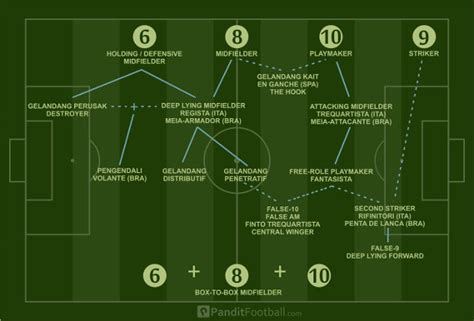 6
HOLDING / DEFENSIVE
MIDFIELDER
8
MIDFIELDER
10
PLAYMAKER
9
STRIKER
GELANDANG KAIT
EN GANCHE (SPA)
THE HOOK
GELANDANG PERUSAK
DESTROYER
+
DEEP LYING MIDFIELDER
REGISTA (ITA)
MEIA-ARMADOR (BRA)
ATTACKING MIDFIELDER
TREQUARTISTA (ITA)
MEIA-ATACANTE (BRA)
PENGENDALI
VOLANTE (BRA)
GELANDANG
DISTRIBUTIF
GELANDANG
PENETRATIF
FREE-ROLE PLAYMAKER
FANTASISTA
FALSE-10
FALSE AM
FINTO TREQUARTISTA
CENTRAL WINGER
SECOND STRIKER
RIFINITORI (ITA)
PENTA DE LANCA (BRA)
FALSE-9
DEEP LYING FORWARD
6 + 8 + 10
BOX-TO-BOX MIDFIELDER
PanditFootball.com